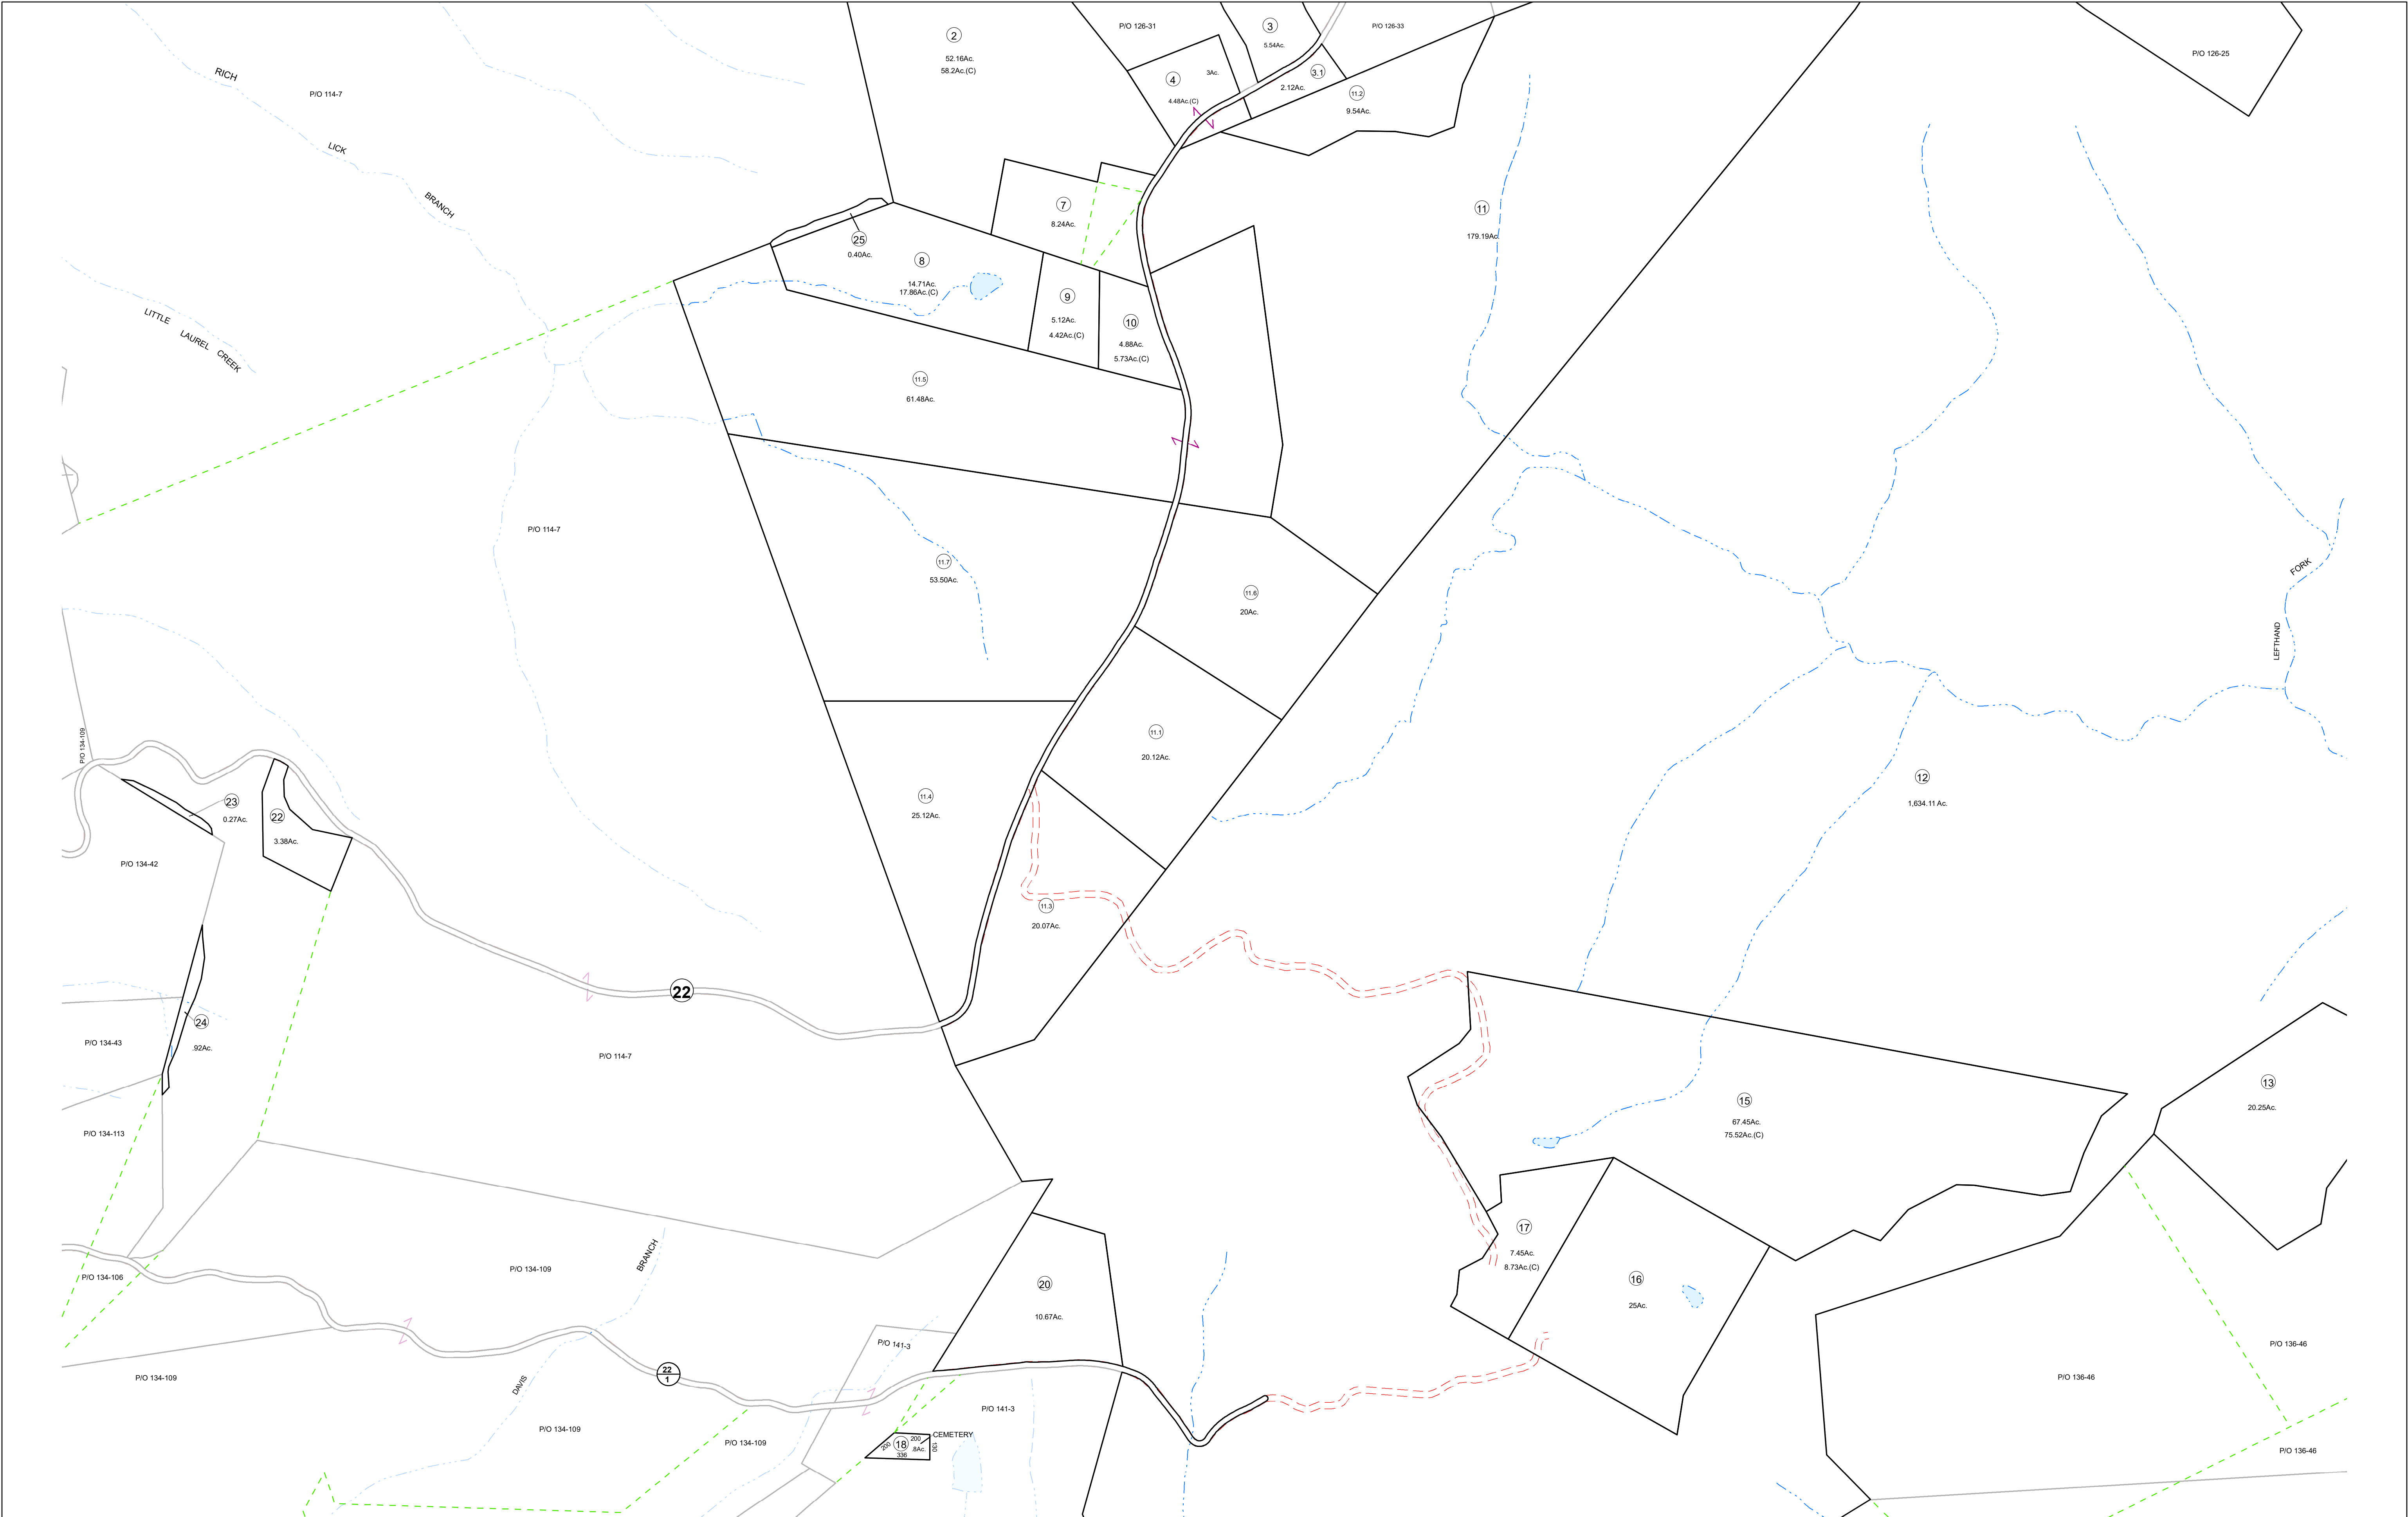 2
52.16Ac.
58.2Ac.(C)
P/O 126-31
3
5.54Ac.
P/O 126-33
P/O 126-25
4
3Ac.
4.48Ac.(C)
3.1
2.12Ac.
11.2
9.54Ac.
RICH
LICK
BRANCH
P/O 114-7
7
8.24Ac.
11
179.19Ac.
25
0.40Ac.
8
14.71Ac.
17.86Ac.(C)
9
5.12Ac.
4.42Ac.(C)
10
4.88Ac.
5.73Ac.(C)
LITTLE LAUREL CREEK
11.5
61.48Ac.
P/O 114-7
11.7
53.50Ac.
11.6
20Ac.
LEFTHAND
FORK
P/O 134-109
11.1
20.12Ac.
12
1,634.11 Ac.
23
0.27Ac.
22
3.38Ac.
11.4
25.12Ac.
P/O 134-42
11.3
20.07Ac.
22
24
.92Ac.
P/O 134-43
P/O 114-7
P/O 134-113
15
67.45Ac.
75.52Ac.(C)
13
20.25Ac.
17
7.45Ac.
8.73Ac.(C)
16
25Ac.
20
10.67Ac.
P/O 134-106
P/O 134-109
DAVIS
BRANCH
P/O 141-3
P/O 136-46
P/O 136-46
P/O 134-109
22
1
P/O 141-3
P/O 134-109
P/O 134-109
CEMETERY
18
200
200
.8Ac.
130
336
P/O 136-46